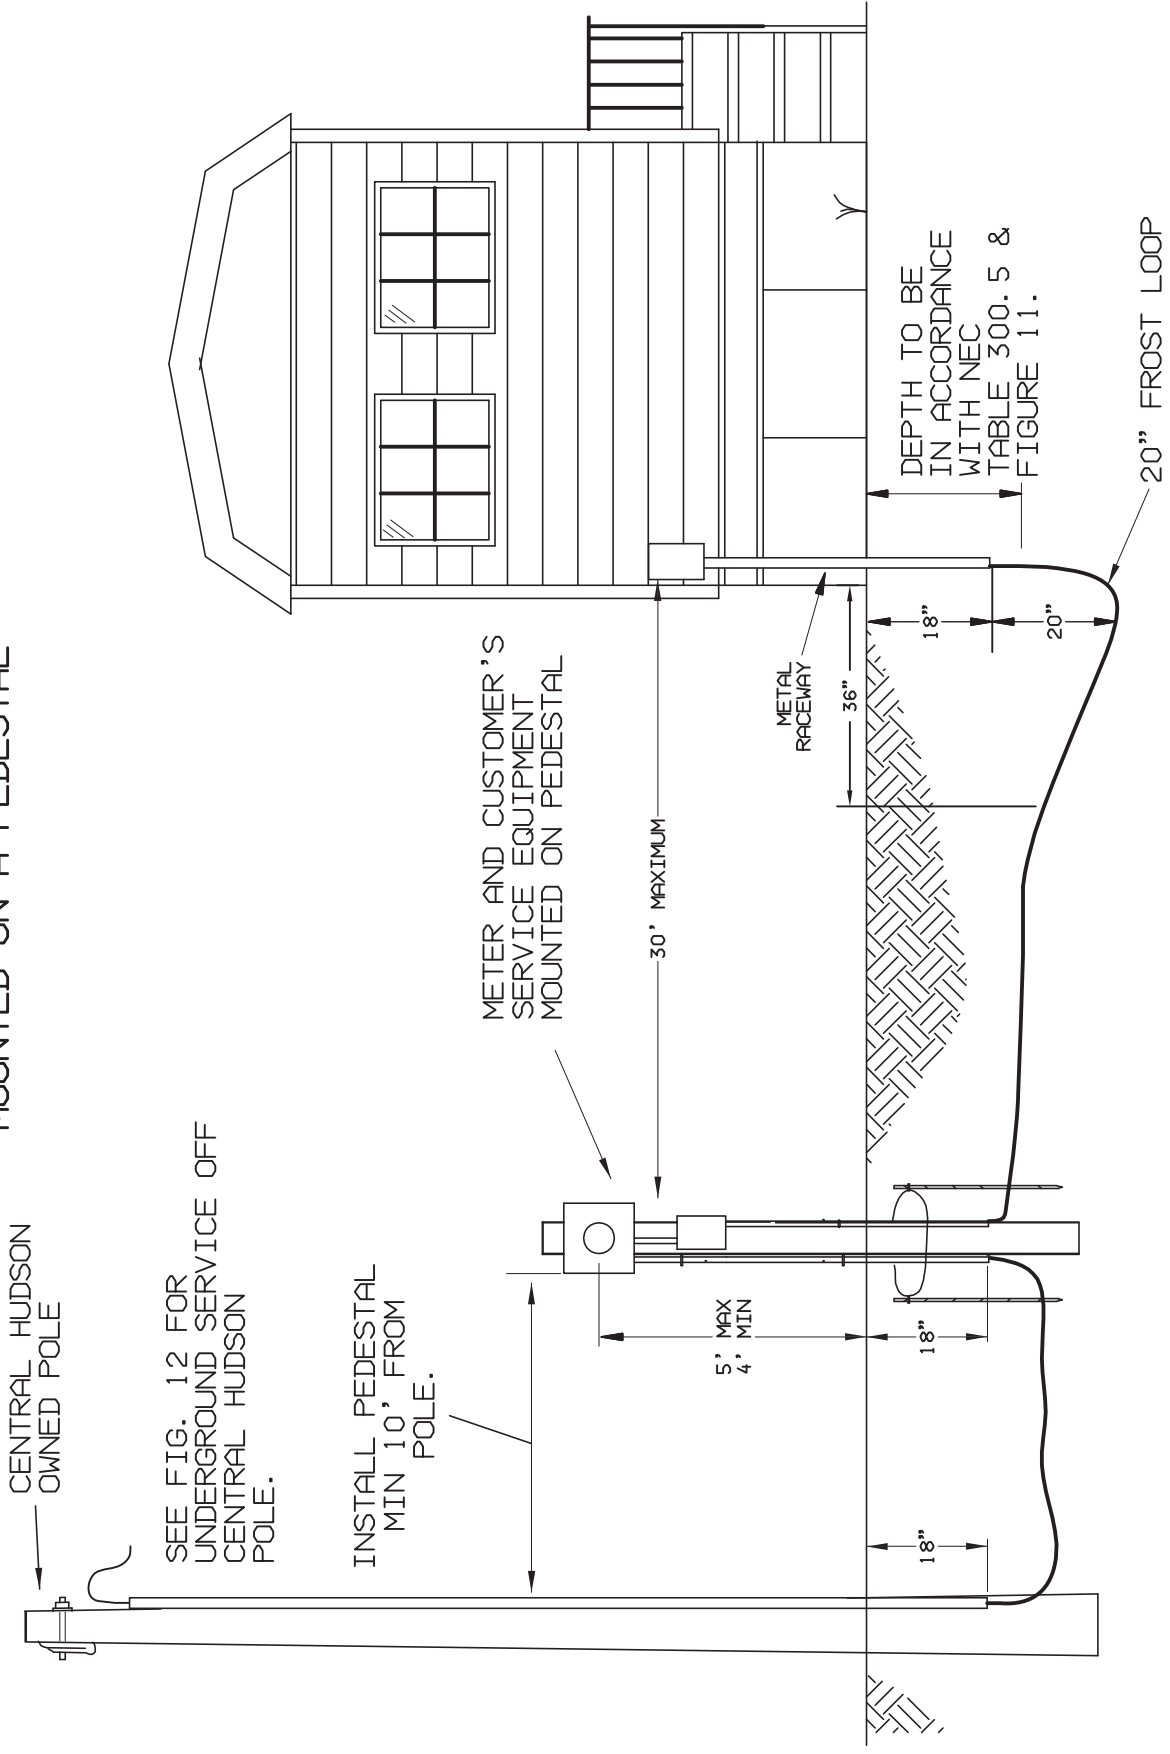 MOUNTED ON A PEDESTAL
CENTRAL HUDSON
OWNED POLE
SEE FIG. 12 FOR
UNDERGROUND SERVICE OFF
CENTRAL HUDSON
POLE.
INSTALL PEDESTAL
MIN 10' FROM
POLE.
METER AND CUSTOMER'S
SERVICE EQUIPMENT
MOUNTED ON PEDESTAL
30' MAXIMUM
5' MAX
4' MIN
METAL
RACEWAY
36"
18"
18"
18"
20"
DEPTH TO BE
IN ACCORDANCE
WITH NEC
TABLE 300.5 &
FIGURE 11.
20" FROST LOOP